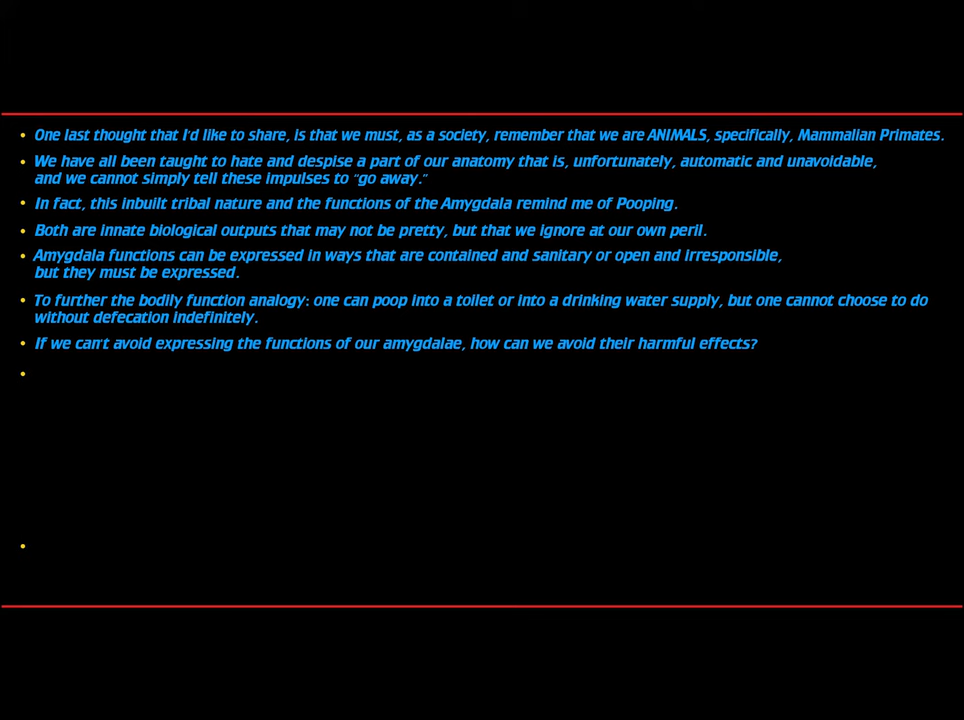 • One last thought that I'd like to share, is that we must, as a society, remember that we are ANIMALS, specifically, Mammalian Primates.
• We have all been taught to hate and despise a part of our anatomy that is, unfortunately, automatic and unavoidable,
and we cannot simply tell these impulses to "go away."
• In fact, this inbuilt tribal nature and the functions of the Amygdala remind me of Pooping.
• Both are innate biological outputs that may not be pretty, but that we ignore at our own peril.
• Amygdala functions can be expressed in ways that are contained and sanitary or open and irresponsible,
but they must be expressed.
• To further the bodily function analogy: one can poop into a toilet or into a drinking water supply, but one cannot choose to do
without defecation indefinitely.
• If we can't avoid expressing the functions of our amygdalae, how can we avoid their harmful effects?
•
•